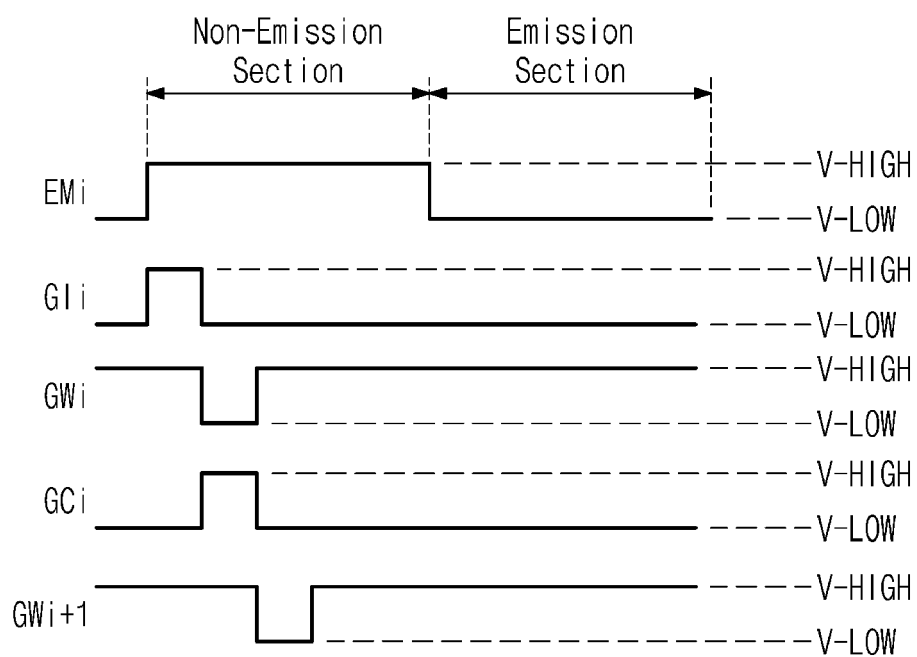 Non-Emission
Section
Emission
Section
EMi
V-HIGH
V-LOW
GIi
V-HIGH
V-LOW
GWi
V-HIGH
V-LOW
GCi
V-HIGH
V-LOW
GWi+1
V-HIGH
V-LOW